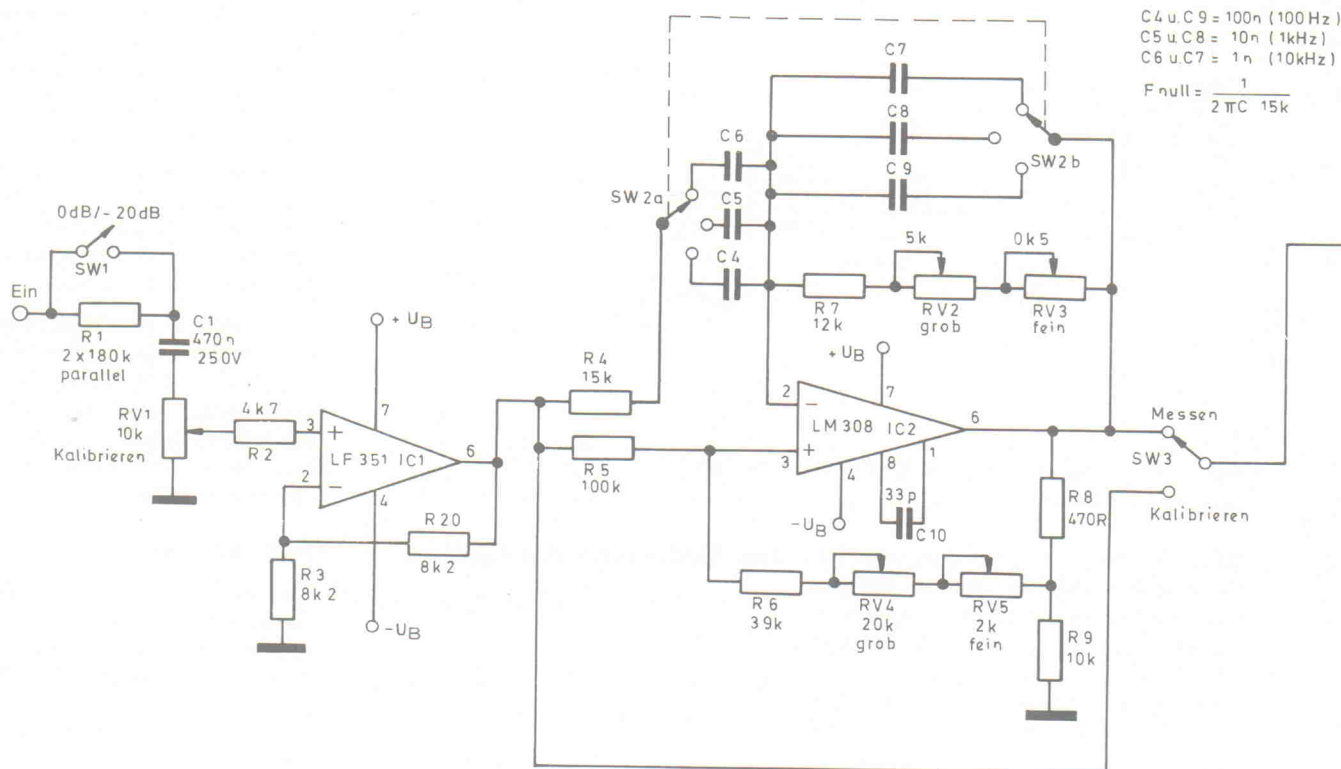 C4 u. C9 = 100n (100Hz)
C5 u. C8 = 10n (1kHz)
C6 u. C7 = 1n (10kHz)
F null = 1
2πC 15k
C7
C8
C9
SW2b
C6
SW2a
C5
C4
5k
0k5
R7
12k
RV2
grob
RV3
fein
0dB/-20dB
SW1
Ein
R1
2x180k
parallel
C1
470n
250V
RV1
10k
Kalibrieren
4k7
R2
+UB
7
3
+
LF 351 IC1
6
2
−
4
R20
8k2
R3
8k2
-UB
R4
15k
R5
100k
+UB
7
2
−
LM 308 IC2
6
+
3
4
8
1
-UB
33p
C10
R6
39k
RV4
20k
grob
RV5
2k
fein
R8
470R
R9
10k
Messen
SW3
Kalibrieren